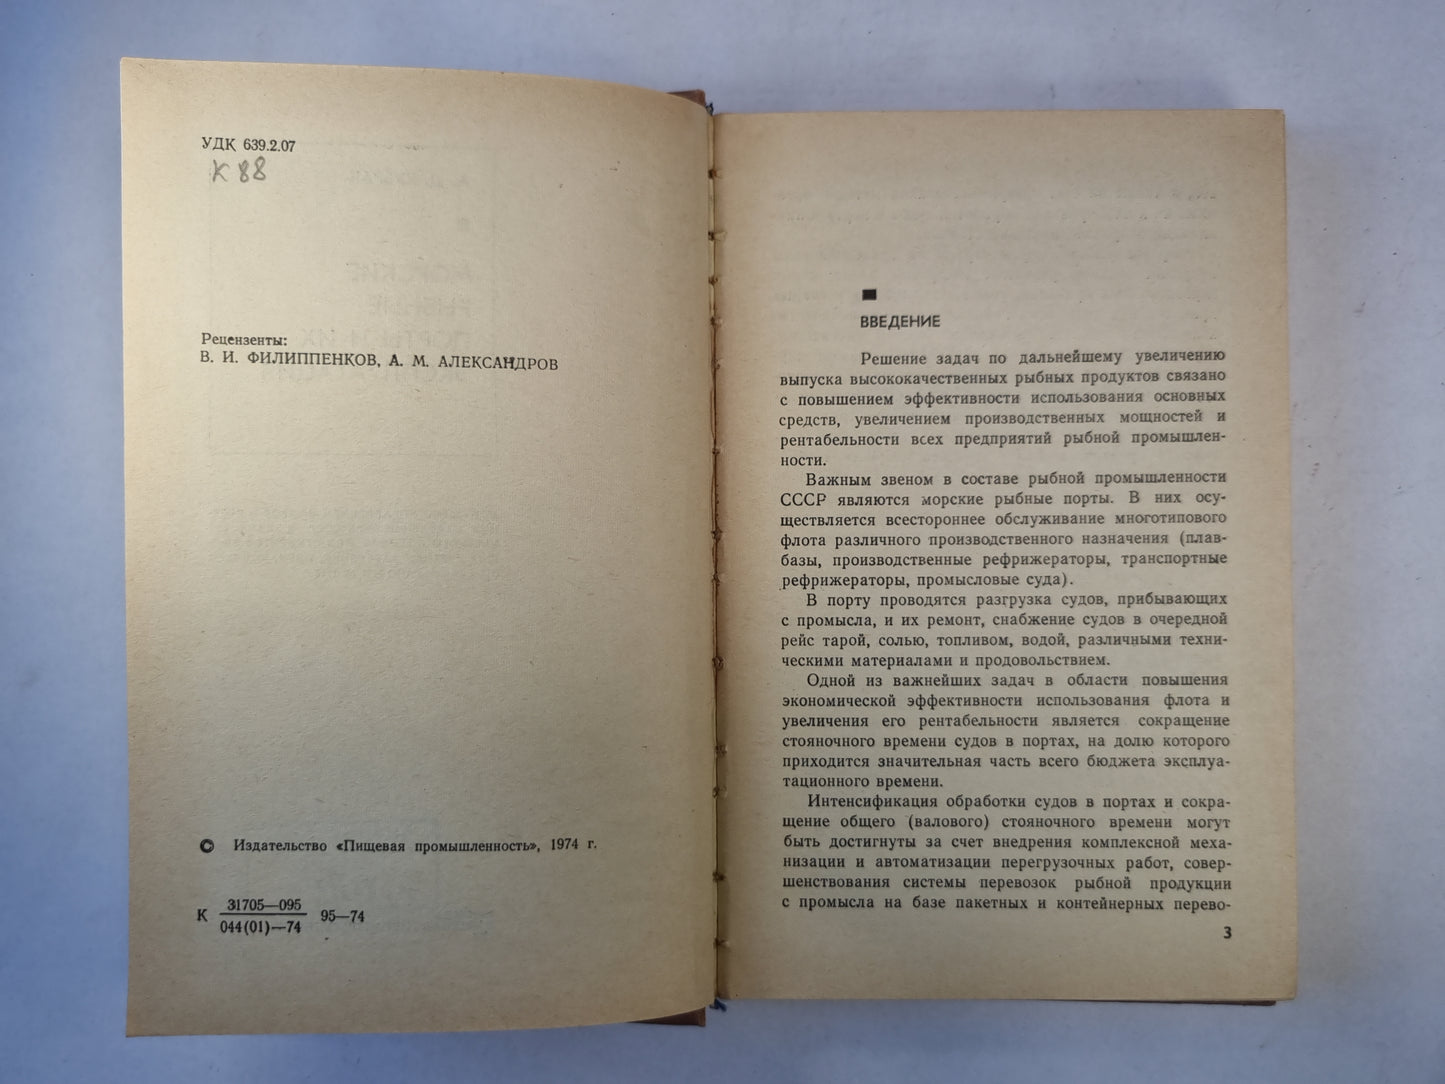 УДК 639.2.07
К 88
Рецензенты:
В. И. ФИЛИППЕНКОВ, А. М. АЛЕКСАНДРОВ
© Издательство «Пищевая промышленность», 1974 г.
К 31705—095 95—74
044(01)—74
ВВЕДЕНИЕ
Решение задач по дальнейшему увеличению
выпуска высококачественных рыбных продуктов связано
с повышением эффективности использования основных
средств, увеличением производственных мощностей и
рентабельности всех предприятий рыбной промышлен-
ности.
Важным звеном в составе рыбной промышленности
СССР являются морские рыбные порты. В них осу-
ществляется всестороннее обслуживание многотипового
флота различного производственного назначения (плав-
базы, производственные рефрижераторы, транспортные
рефрижераторы, промысловые суда).
В порту проводятся разгрузка судов, прибывающих
с промысла, и их ремонт, снабжение судов в очередной
рейс тарой, солью, топливом, водой, различными техни-
ческими материалами и продовольствием.
Одной из важнейших задач в области повышения
экономической эффективности использования флота и
увеличения его рентабельности является сокращение
стояночного времени судов в портах, на долю которого
приходится значительная часть всего бюджета эксплуа-
тационного времени.
Интенсификация обработки судов в портах и сокра-
щение общего (валового) стояночного времени могут
быть достигнуты за счет внедрения комплексной меха-
низации и автоматизации перегрузочных работ, совер-
шенствования системы перевозок рыбной продукции
с промысла на базе пакетных и контейнерных перево-
3